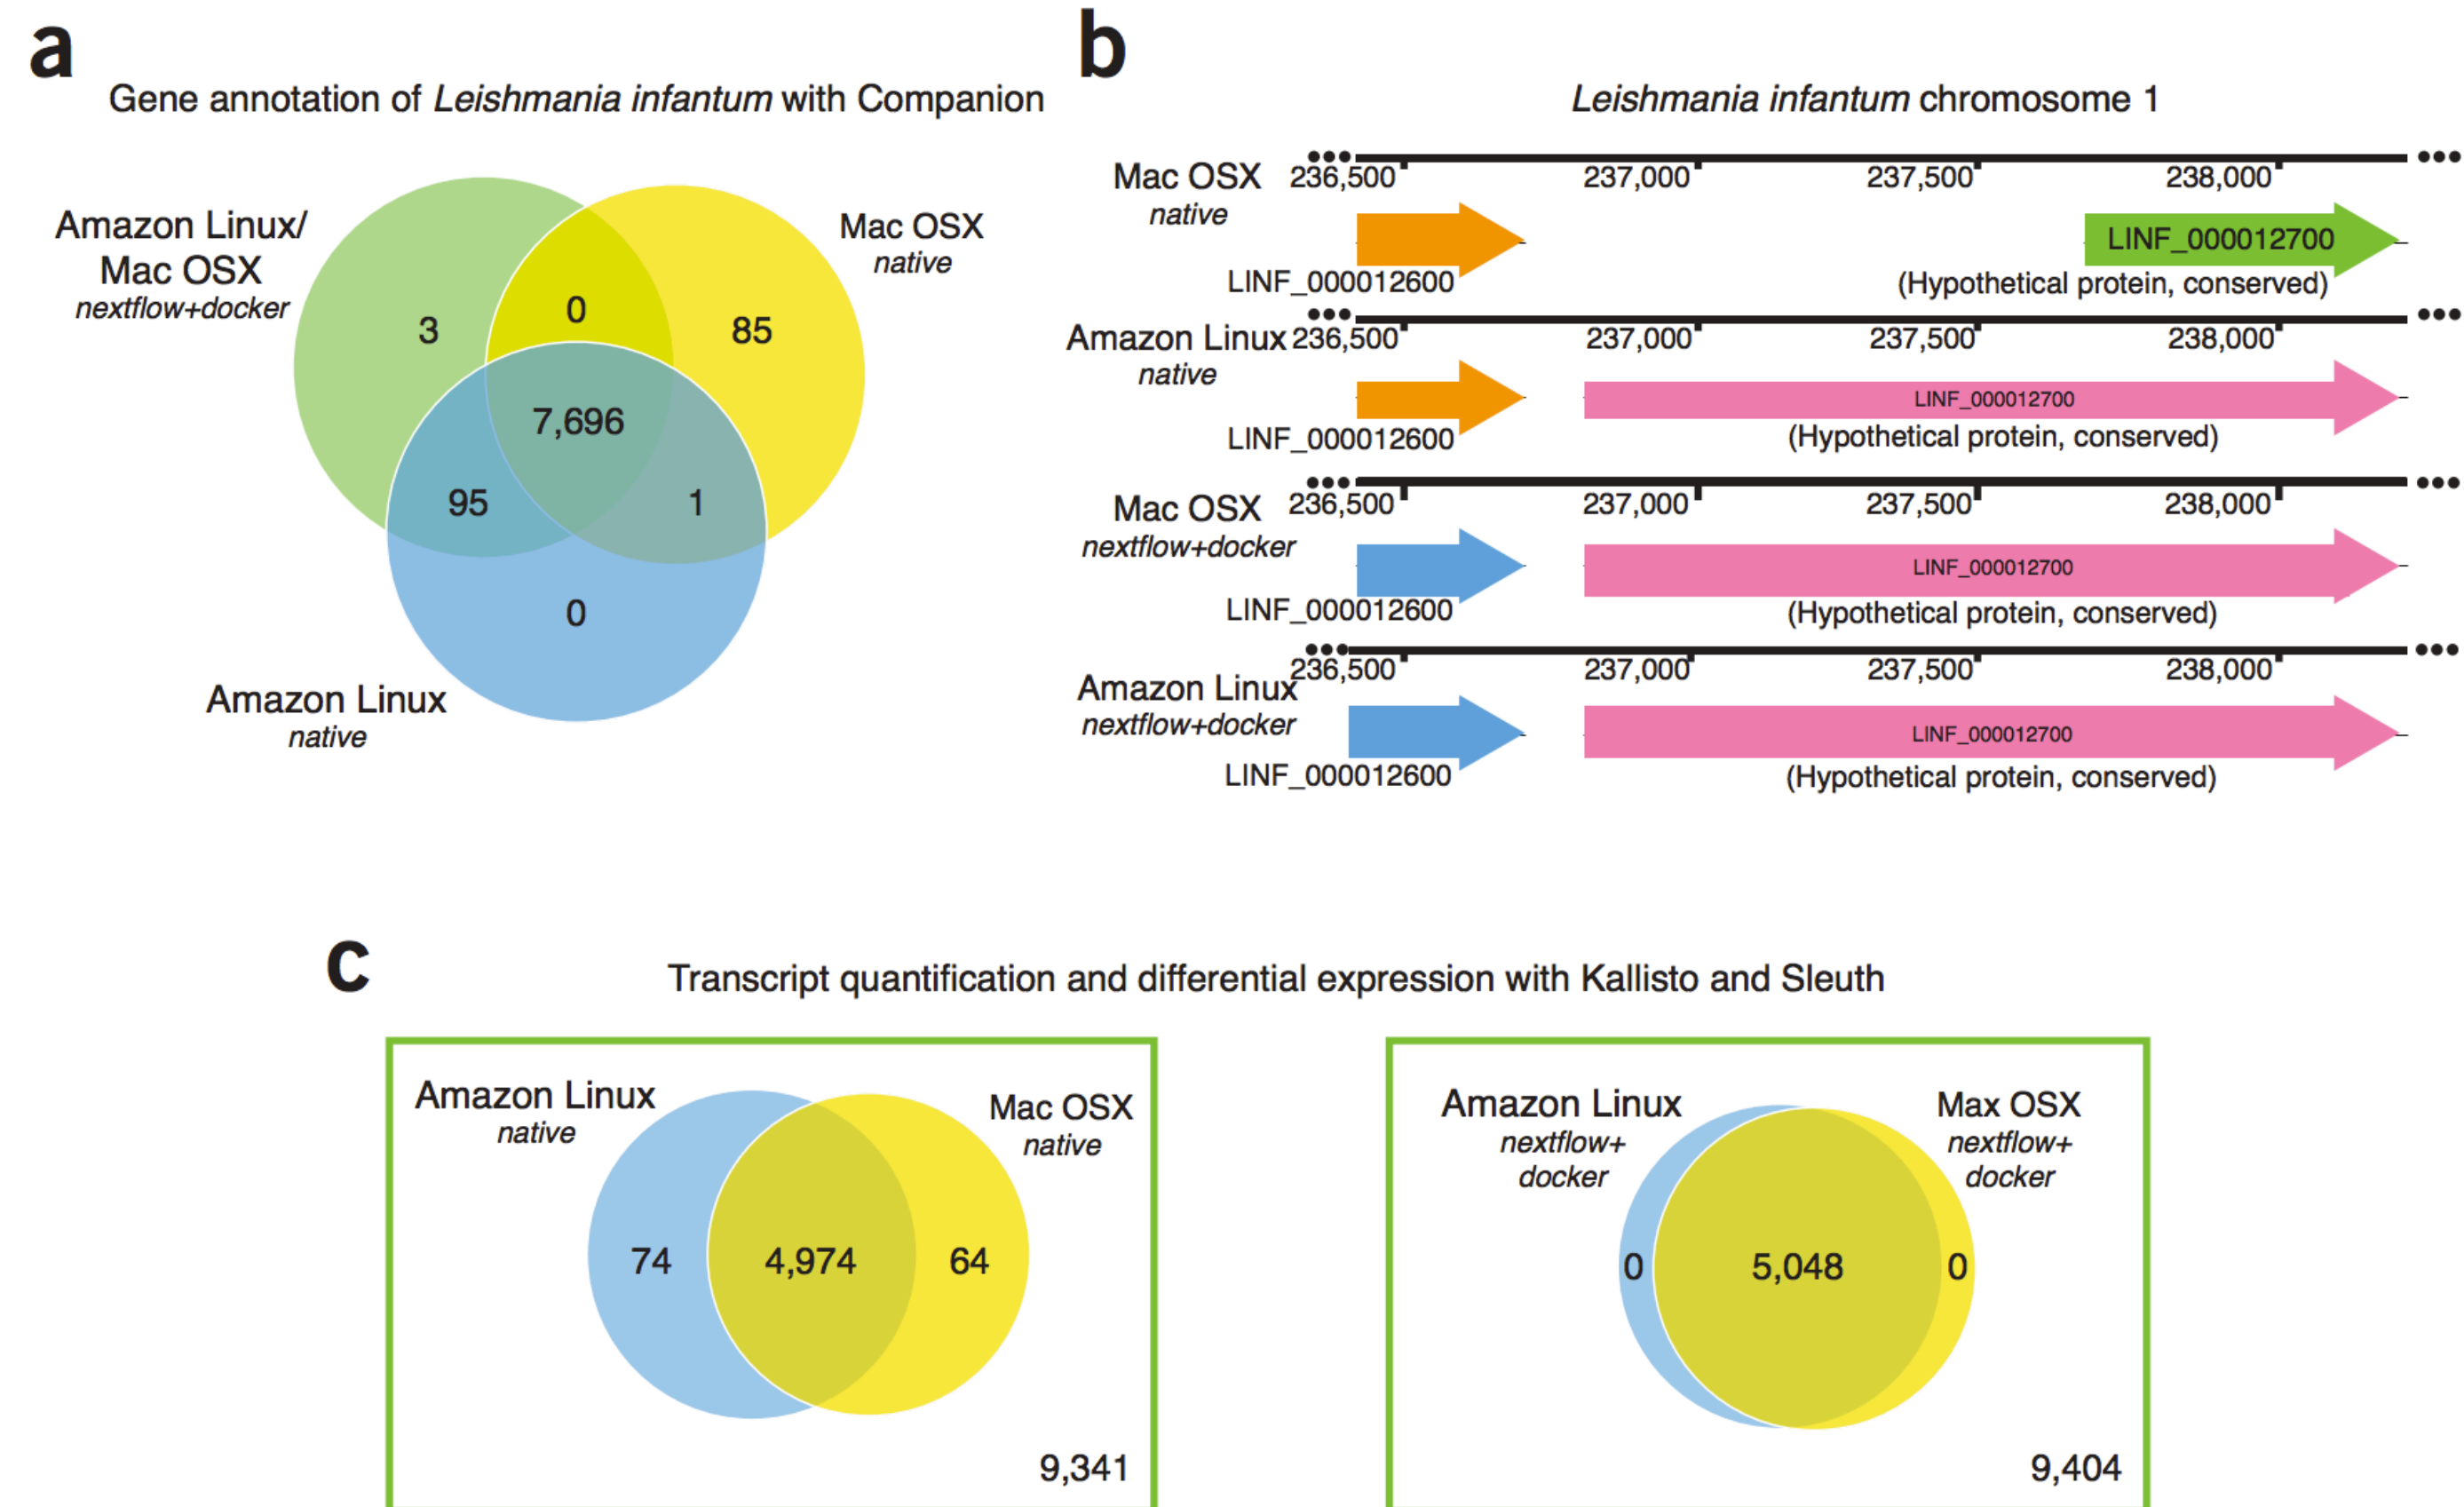 a
Gene annotation of Leishmania infantum with Companion
Amazon Linux/
Mac OSX
nextflow+docker
Mac OSX
native
3
0
85
7,696
95
1
0
Amazon Linux
native
b
Leishmania infantum chromosome 1
Mac OSX
native
236,500 237,000 237,500 238,000
LINF_000012700
LINF_000012600
(Hypothetical protein, conserved)
Amazon Linux
native
236,500 237,000 237,500 238,000
LINF_000012700
LINF_000012600
(Hypothetical protein, conserved)
Mac OSX
nextflow+docker
236,500 237,000 237,500 238,000
LINF_000012700
LINF_000012600
(Hypothetical protein, conserved)
Amazon Linux
nextflow+docker
236,500 237,000 237,500 238,000
LINF_000012700
LINF_000012600
(Hypothetical protein, conserved)
c
Transcript quantification and differential expression with Kallisto and Sleuth
Amazon Linux
native
Mac OSX
native
74
4,974
64
9,341
Amazon Linux
nextflow+
docker
Max OSX
nextflow+
docker
0
5,048
0
9,404